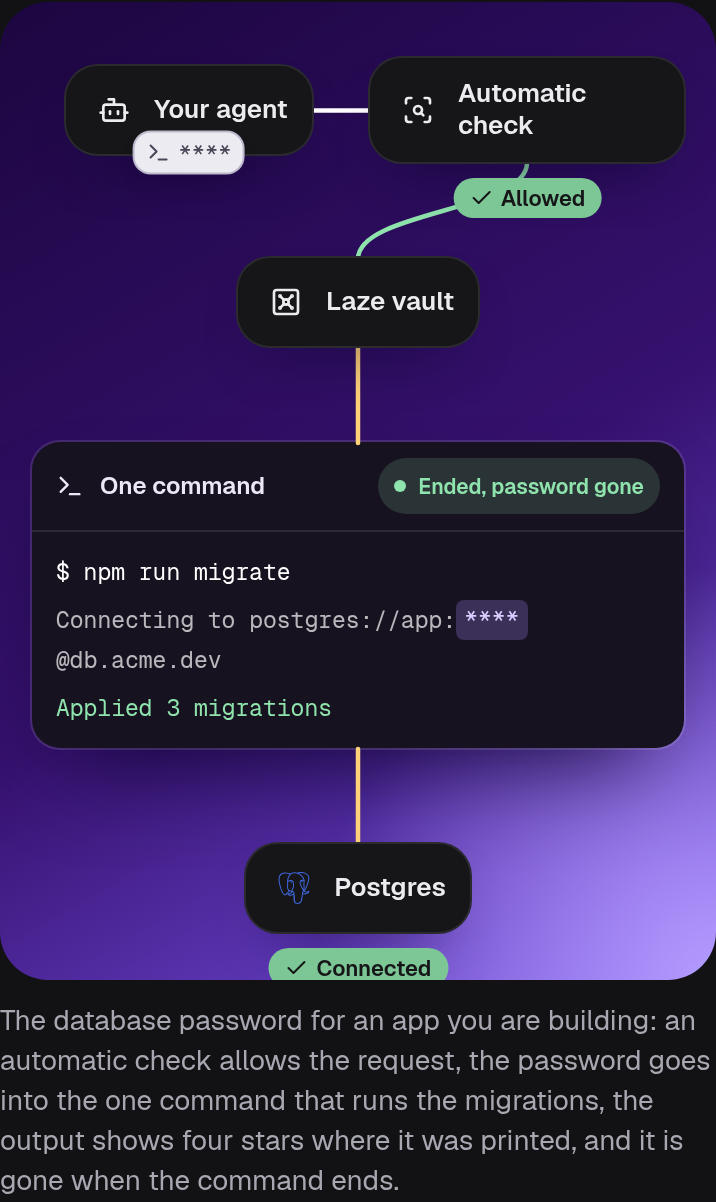 Your agent
>_ ****
Automatic
check
Allowed
Laze vault
One command
Ended, password gone
$ npm run migrate
Connecting to postgres://app:****
@db.acme.dev
Applied 3 migrations
Postgres
Connected
The database password for an app you are building: an
automatic check allows the request, the password goes
into the one command that runs the migrations, the
output shows four stars where it was printed, and it is
gone when the command ends.